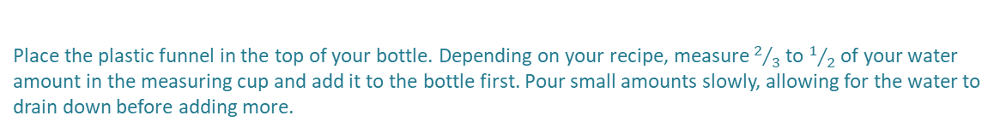 Place the plastic funnel in the top of your bottle. Depending on your recipe, measure ²/₃ to ¹/₂ of your water
amount in the measuring cup and add it to the bottle first. Pour small amounts slowly, allowing for the water to
drain down before adding more.